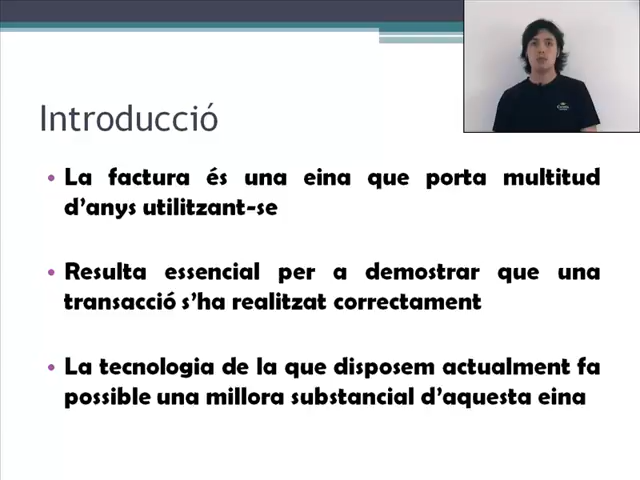 Introducció
• La factura és una eina que porta multitud
d'anys utilitzant-se
• Resulta essencial per a demostrar que una
transacció s'ha realitzat correctament
• La tecnologia de la que disposem actualment fa
possible una millora substancial d'aquesta eina